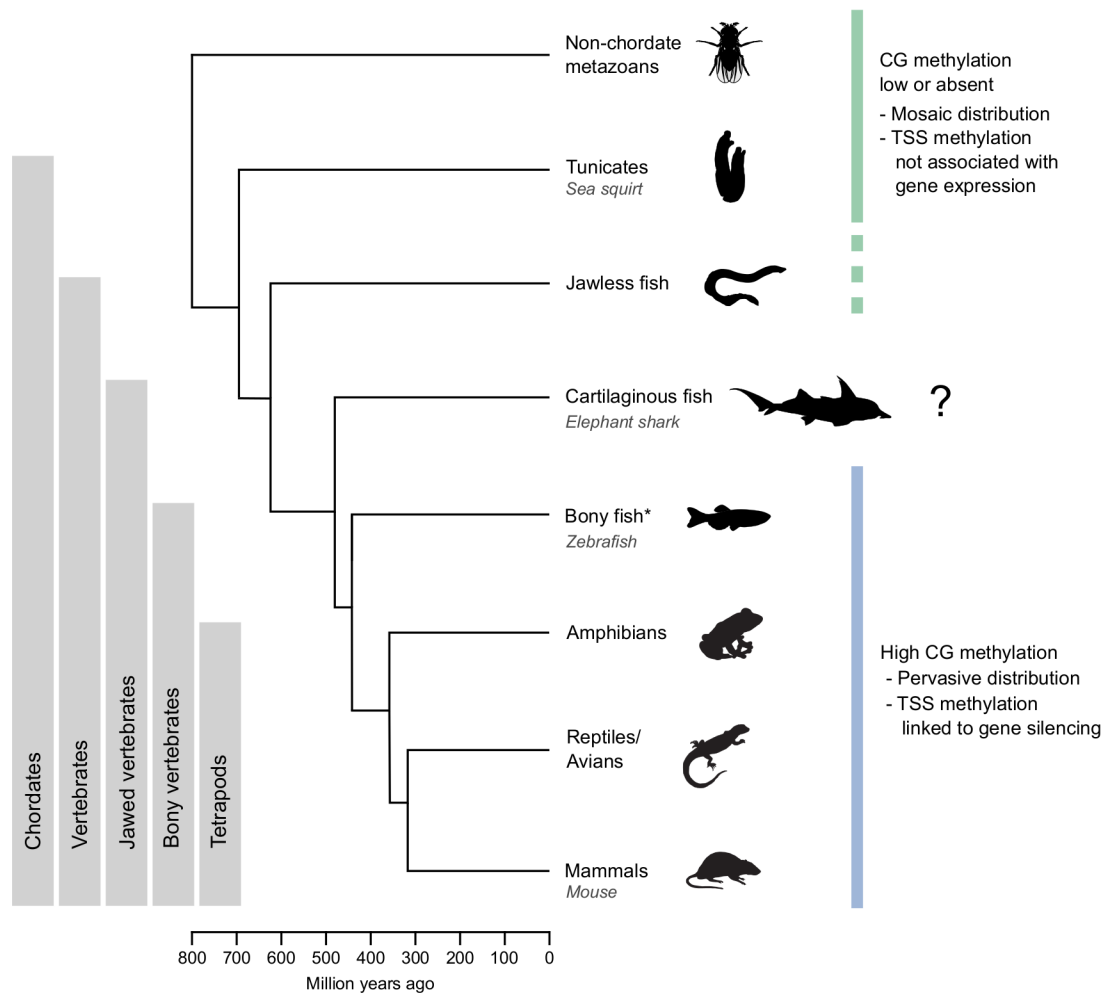 Non-chordate
metazoans
CG methylation
low or absent
- Mosaic distribution
- TSS methylation
not associated with
gene expression
Tunicates
Sea squirt
Jawless fish
Cartilaginous fish
Elephant shark
?
Bony fish*
Zebrafish
Amphibians
High CG methylation
- Pervasive distribution
- TSS methylation
linked to gene silencing
Reptiles/
Avians
Mammals
Mouse
Chordates
Vertebrates
Jawed vertebrates
Bony vertebrates
Tetrapods
800 700 600 500 400 300 200 100 0
Million years ago